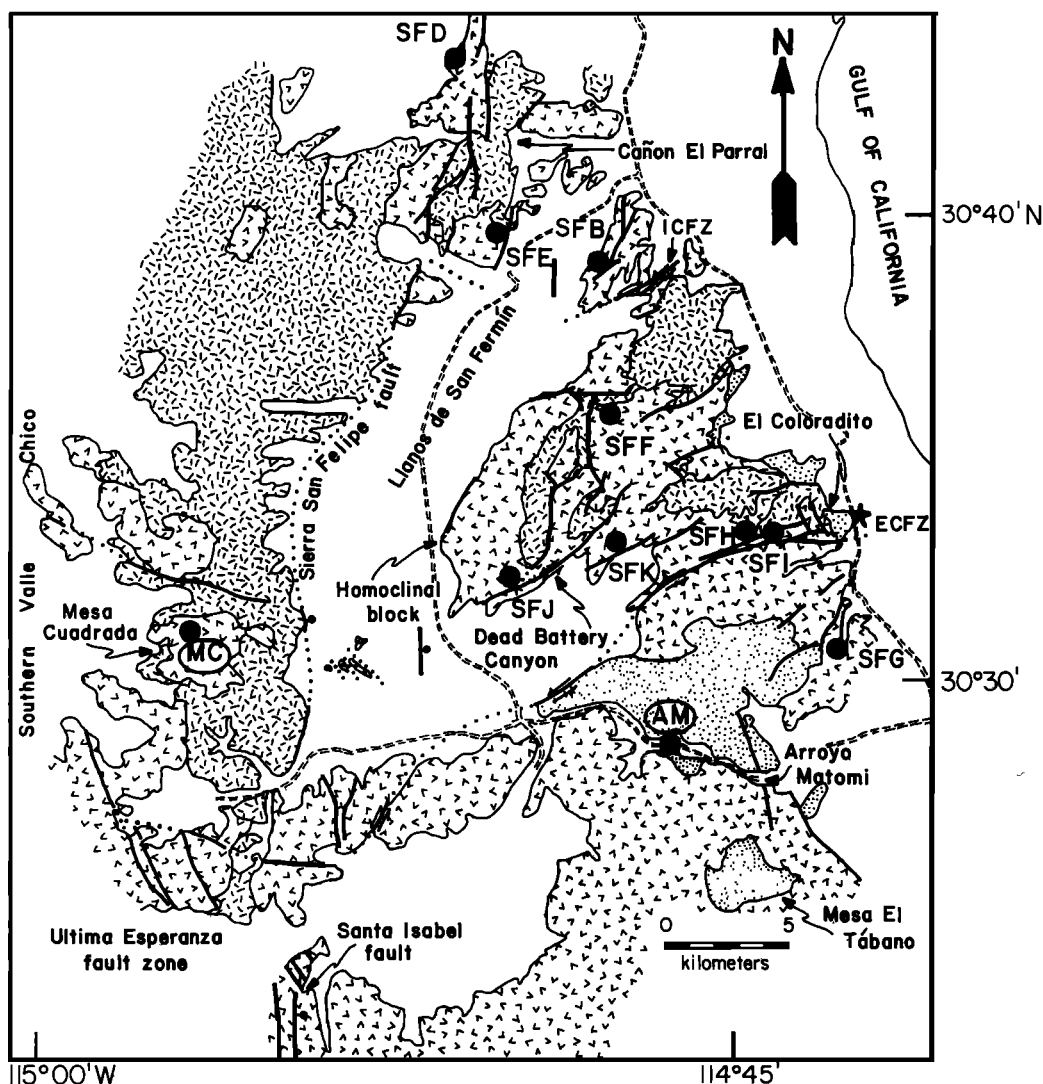 SFD
N
GULF OF CALIFORNIA
Cañon El Parral
30°40'N
SFB
ICFZ
SFE
Sierra San Felipe fault
Llanos de San Fermín
El Coloradito
SFF
Southern Valle Chico
ECFZ
SFH
SFI
SFK
SFJ
Homoclinal
block
Mesa
Cuadrada
MC
Dead Battery
Canyon
SFG
30°30'
AM
Arroyo
Matomi
0 5
kilometers
Mesa El
Tábano
Ultima Esperanza
fault zone
Santa Isabel
fault
115°00'W
114°45'